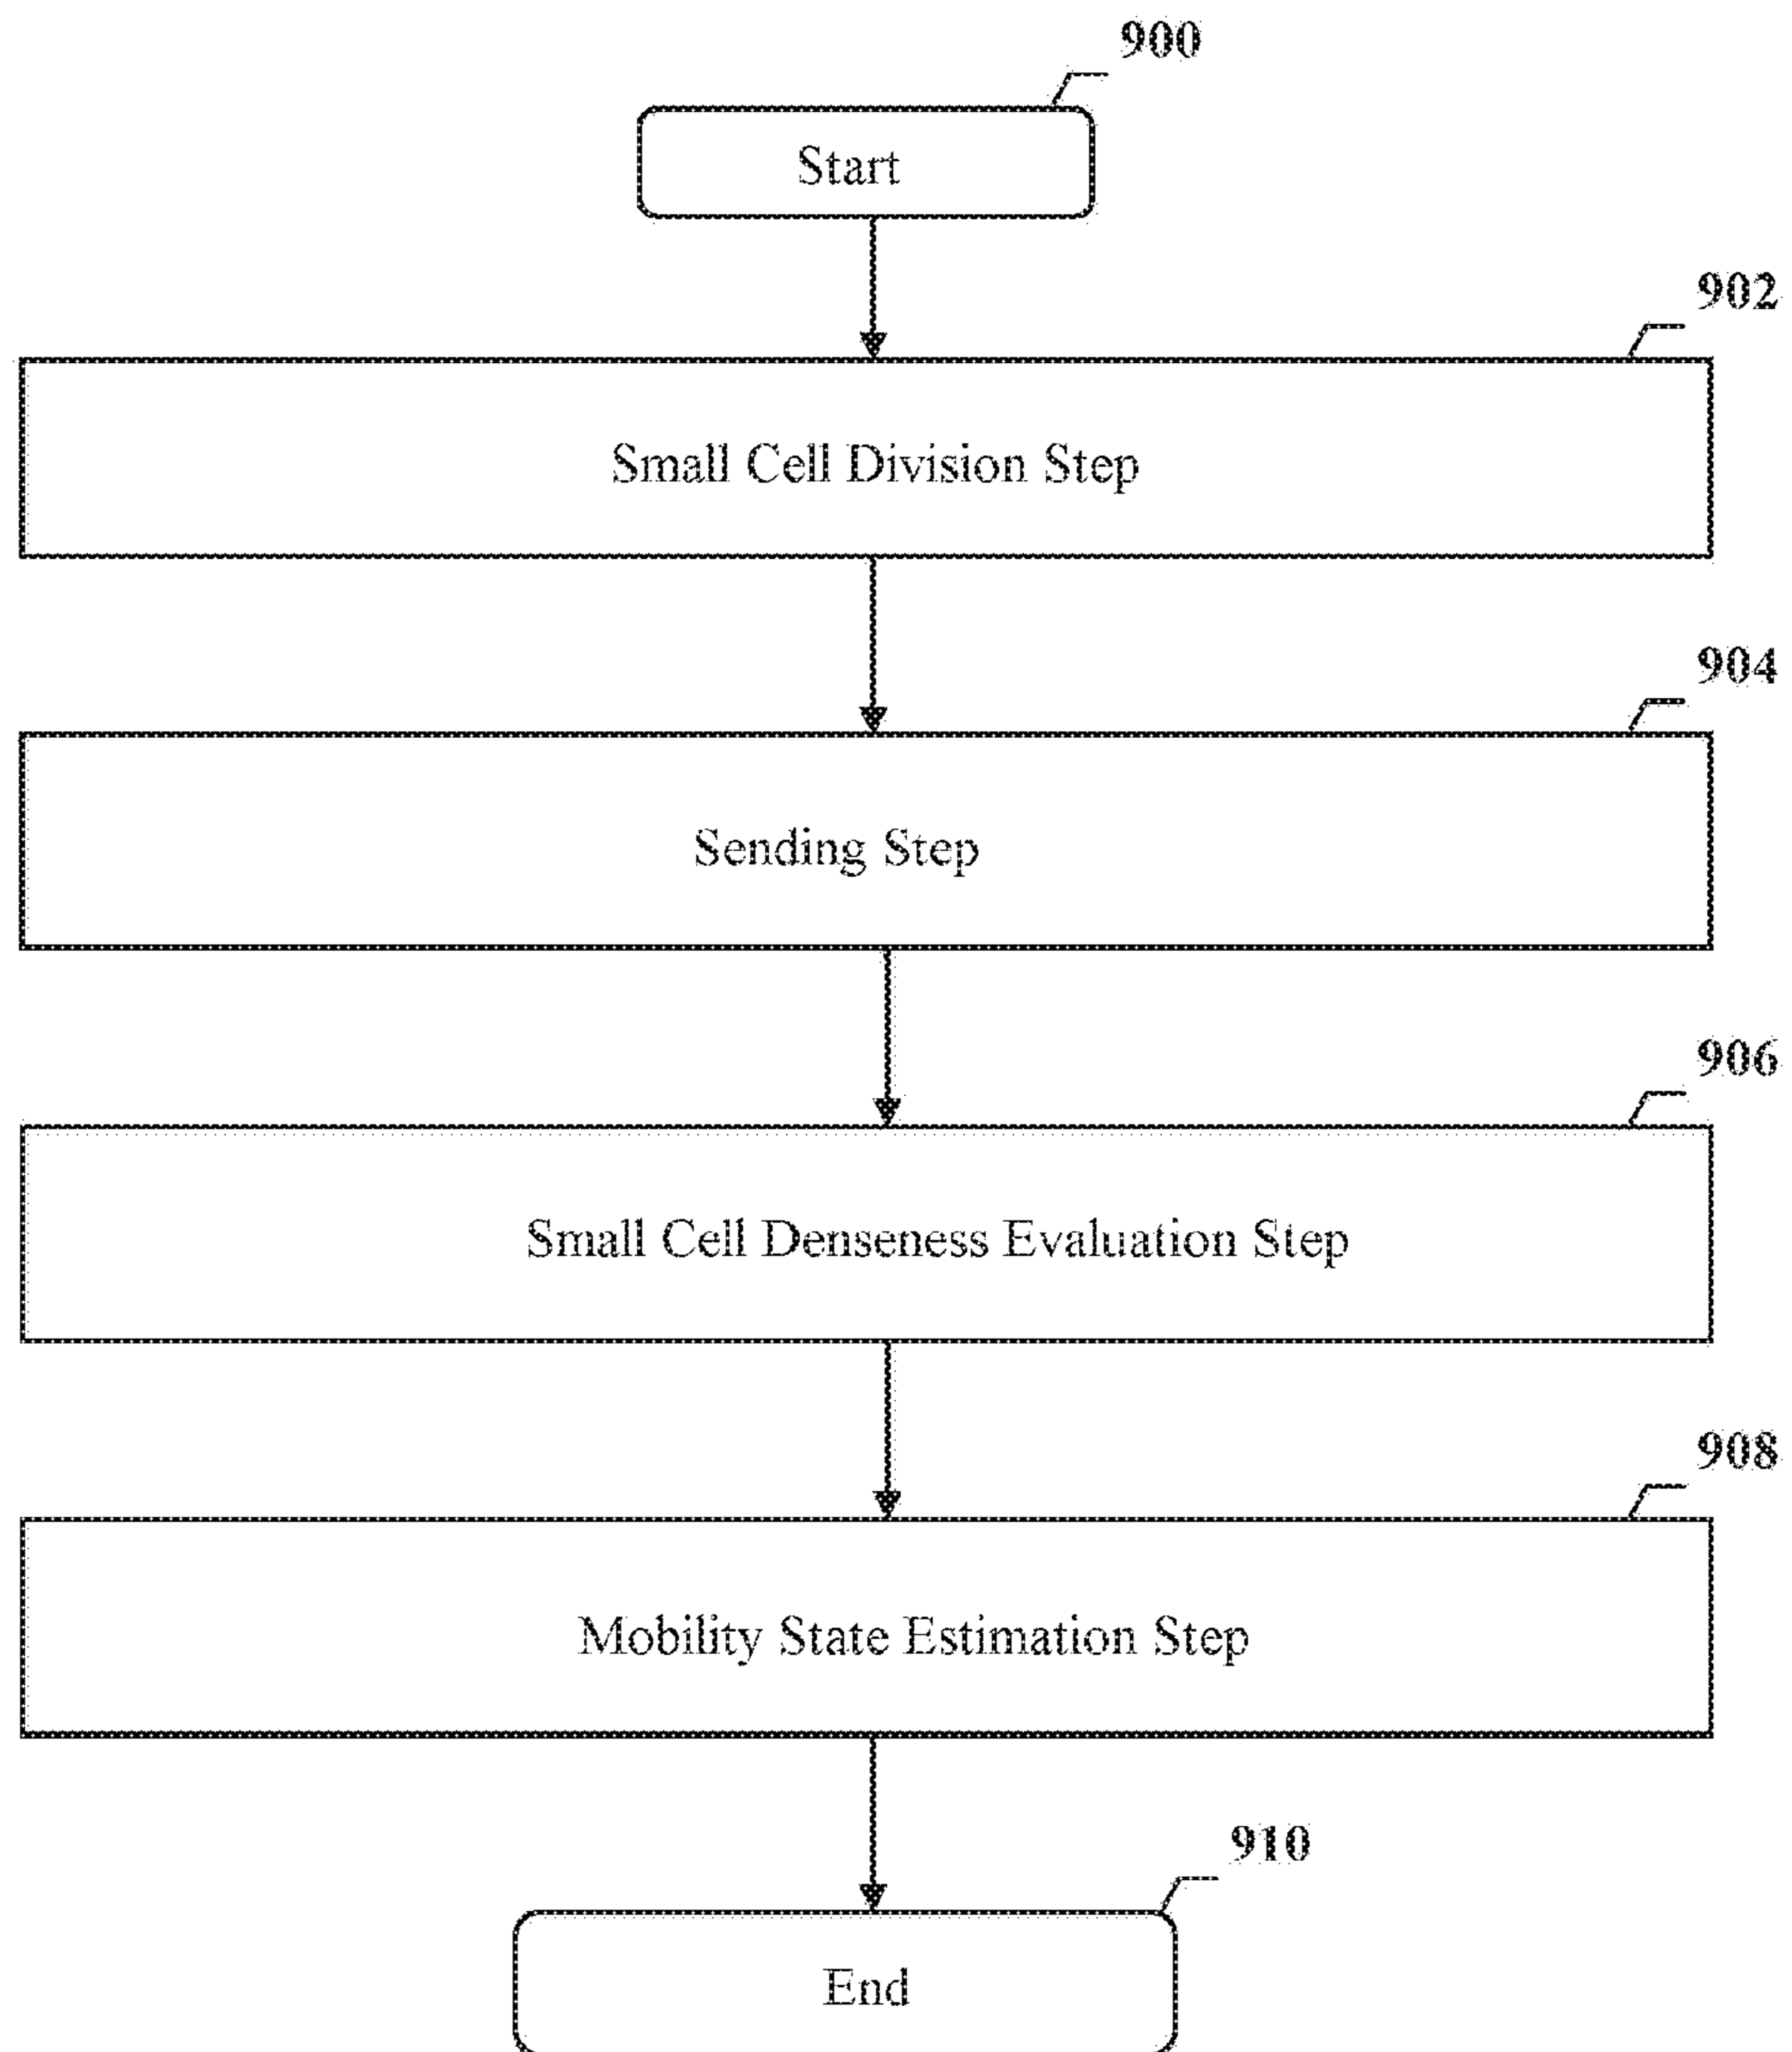 900
Start
902
Small Cell Division Step
904
Sending Step
906
Small Cell Denseness Evaluation Step
908
Mobility State Estimation Step
910
End